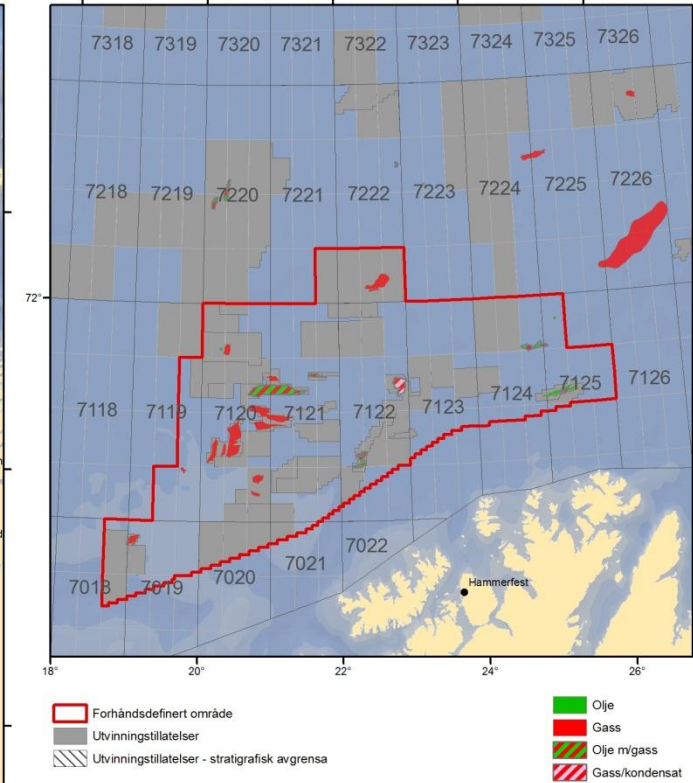 7318 7319 7320 7321 7322 7323 7324 7325 7326
7218 7219 7220 7221 7222 7223 7224 7225 7226
72°
7118 7119 7120 7121 7122 7123 7124 7125 7126
7018 7019 7020 7021 7022
Hammerfest
18° 20° 22° 24° 26°
Forhåndsdefinert område
Utvinningstillatelser
Utvinningstillatelser - stratigrafisk avgrensa
Olje
Gass
Olje m/gass
Gass/kondensat